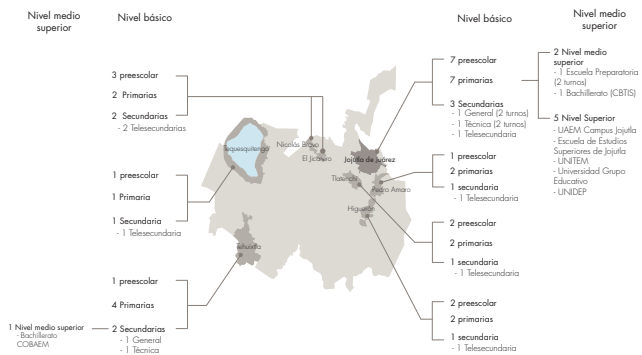 Nivel medio
superior
Nivel básico
3 preescolar
2 Primarias
2 Secundarias
- 2 Telesecundarias
1 preescolar
1 Primaria
1 Secundaria
- 1 Telesecundaria
1 preescolar
4 Primarias
2 Secundarias
- 1 General
- 1 Técnica
1 Nivel medio superior
- Bachillerato
COBAEM
Tequesquitengo
Nicolás Bravo
El Jicarero
Jojutla de Juárez
Tlatenchi
Pedro Amaro
Higuerón
Tehuixtla
Nivel básico
7 preescolar
7 primarias
3 Secundarias
- 1 General (2 turnos)
- 1 Técnica (2 turnos)
- 1 Telesecundaria
1 preescolar
2 primarias
1 secundaria
- 1 Telesecundaria
2 preescolar
2 primarias
1 secundaria
- 1 Telesecundaria
2 preescolar
2 primarias
1 secundaria
- 1 Telesecundaria
Nivel medio
superior
2 Nivel medio
superior
- 1 Escuela Preparatoria
(2 turnos)
- 1 Bachillerato (CBTIS)
5 Nivel Superior
- UAEM Campus Jojutla
- Escuela de Estudios
Superiores de Jojutla
- UNITEM
- Universidad Grupo
Educativo
- UNIDEP